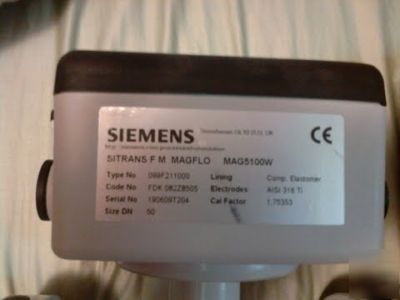 SIEMENS
CE
SITRANS F M MAGFLO MAG5100W
Type No 099F211000 Lining Comp. Elastomer
Code No FDK:082Z8505 Electrodes AISI 316 Ti
Serial No 190609T204 Cal Factor 1,75353
Size DN 50